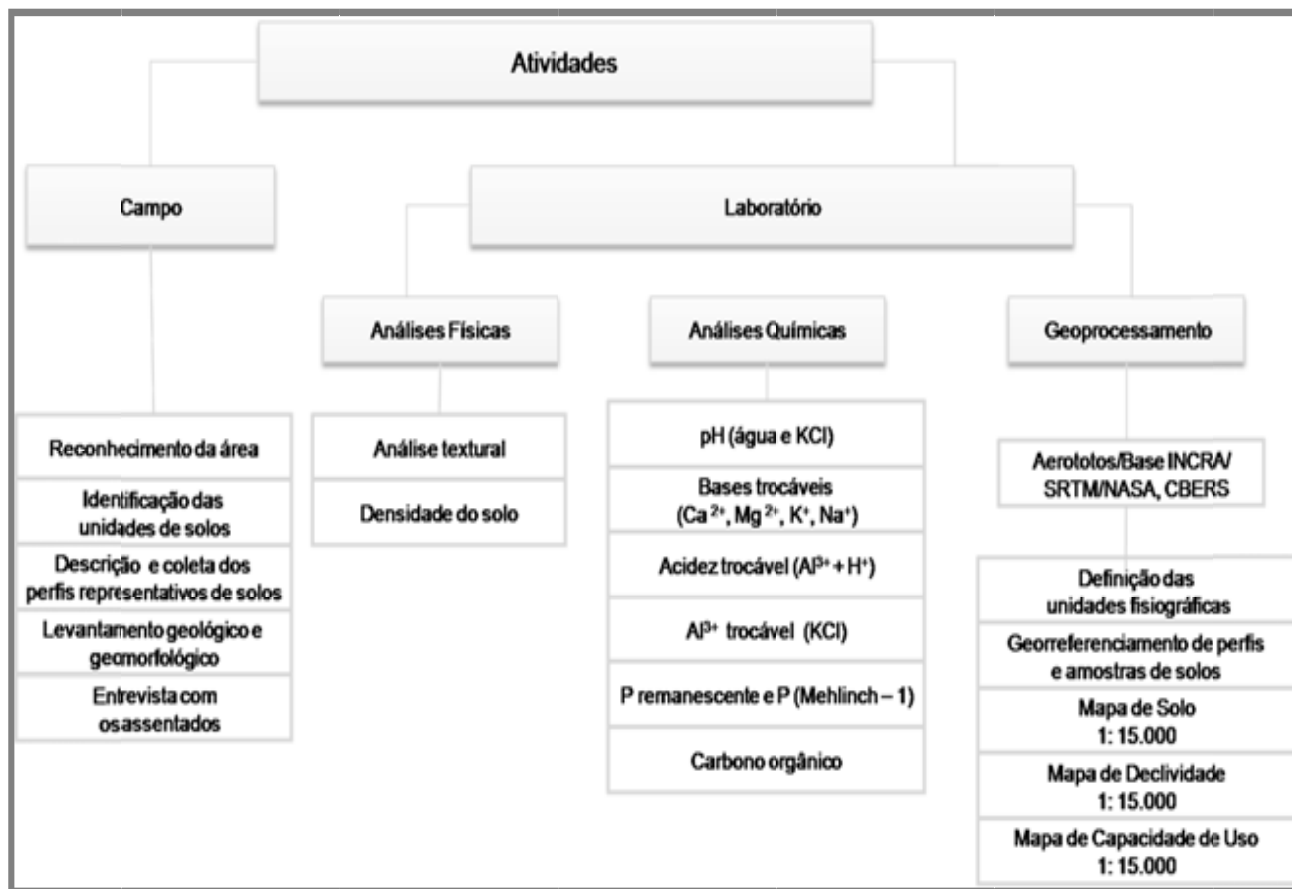 Atividades
Campo
Laboratório
Análises Físicas
Análises Químicas
Geoprocessamento
Reconhecimento da área
Identificação das
unidades de solos
Descrição e coleta dos
perfis representativos de solos
Levantamento geológico e
geomorfológico
Entrevista com
osassentados
Análise textural
Densidade do solo
pH (água e KCl)
Bases trocáveis
(Ca²⁺, Mg²⁺, K⁺, Na⁺)
Acidez trocável (Al³⁺ + H⁺)
Al³⁺ trocável (KCl)
P remanescente e P (Mehlinch – 1)
Carbono orgânico
Aerototos/Base INCRA/
SRTM/NASA, CBERS
Definição das
unidades fisiográficas
Georreferenciamento de perfis
e amostras de solos
Mapa de Solo
1: 15.000
Mapa de Declividade
1: 15.000
Mapa de Capacidade de Uso
1: 15.000